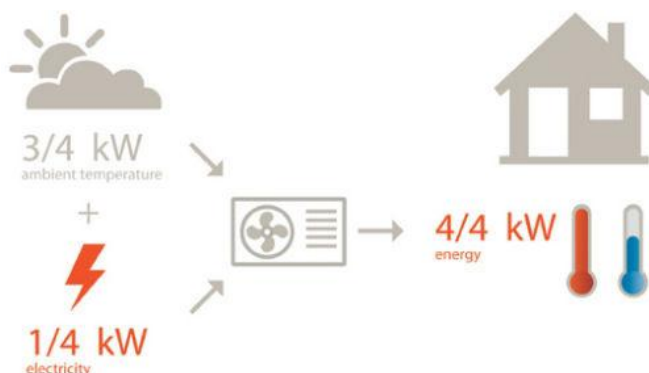 3/4 kW
ambient temperature
+
1/4 kW
electricity
4/4 kW
energy